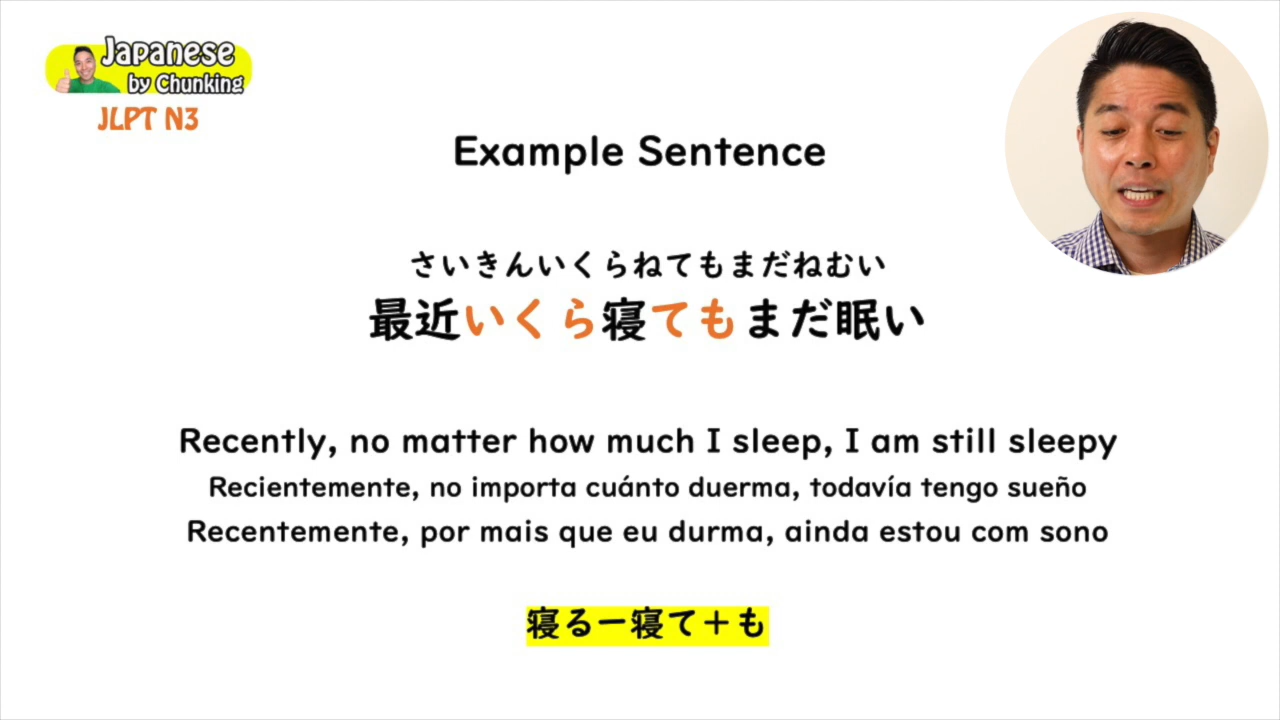 Japanese
by Chunking
JLPT N3
Example Sentence
さいきんいくらねてもまだねむい
最近いくら寝てもまだ眠い
Recently, no matter how much I sleep, I am still sleepy
Recientemente, no importa cuánto duerma, todavía tengo sueño
Recentemente, por mais que eu durma, ainda estou com sono
寝るー寝て＋も